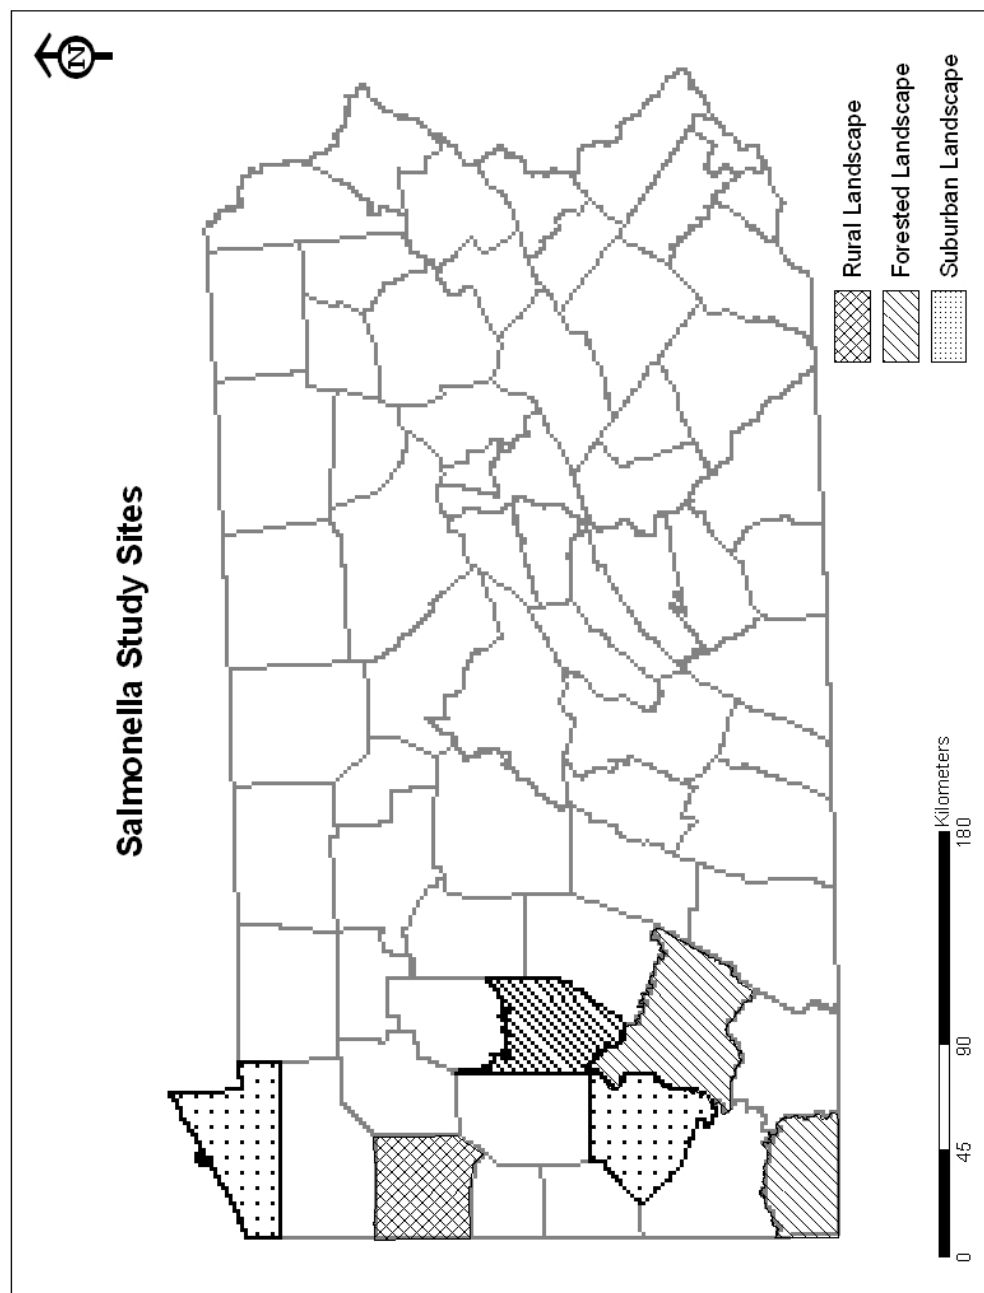 Salmonella Study Sites
N
Rural Landscape
Forested Landscape
Suburban Landscape
Kilometers
0 45 90 180